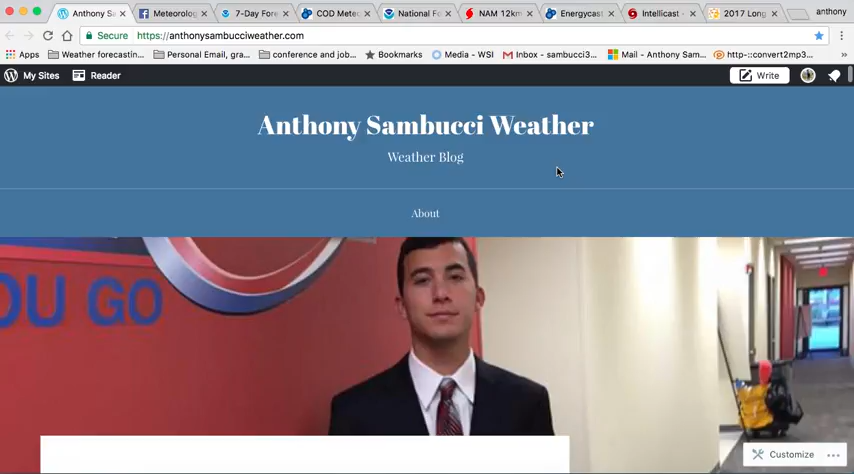 Anthony Sa
Meteorolog
7-Day Fore
COD Meteo
National Fo
NAM 12km
Energycast
Intellicast -
2017 Long
anthony
Secure https://anthonysambucciweather.com
Apps
Weather forecasting...
Personal Email, gra...
conference and job...
Bookmarks
Media - WSI
Inbox - sambucci3...
Mail - Anthony Sam...
http-::convert2mp3...
My Sites
Reader
Write
Anthony Sambucci Weather
Weather Blog
About
OU GO
Customize